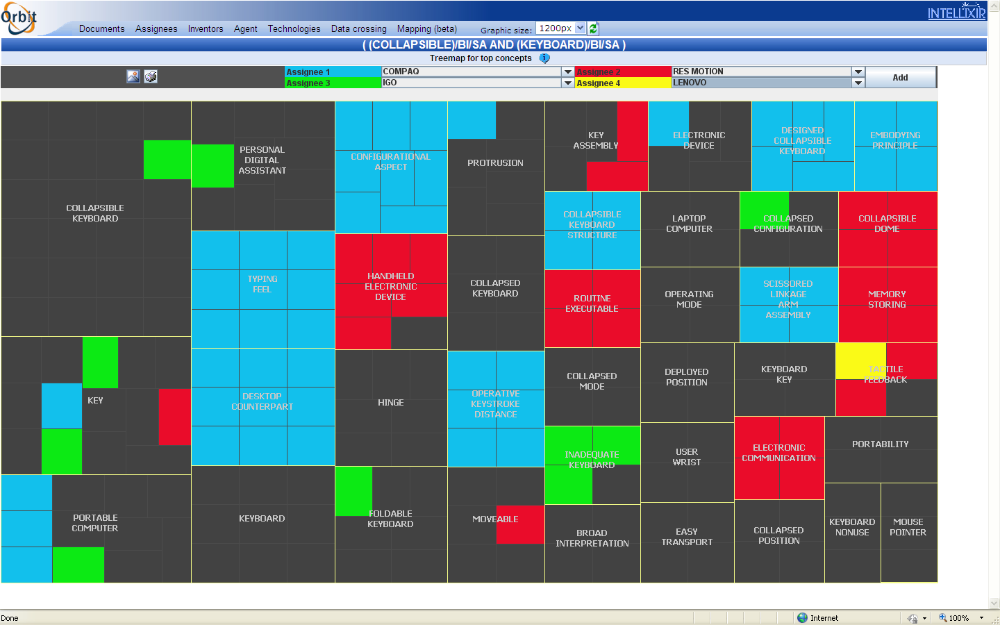 Orbit
INTELLIXIR
Documents Assignees Inventors Agent Technologies Data crossing Mapping (beta) Graphic size: 1200px
( (COLLAPSIBLE)/BI/SA AND (KEYBOARD)/BI/SA )
Treemap for top concepts
Assignee 1 COMPAQ Assignee 2 RES MOTION
Assignee 3 IGO Assignee 4 LENOVO
Add
COLLAPSIBLE
KEYBOARD
KEY
PORTABLE
COMPUTER
PERSONAL
DIGITAL
ASSISTANT
TYPING
FEEL
DESKTOP
COUNTERPART
KEYBOARD
CONFIGURATIONAL
ASPECT
HANDHELD
ELECTRONIC
DEVICE
HINGE
FOLDABLE
KEYBOARD
PROTRUSION
COLLAPSED
KEYBOARD
OPERATIVE
KEYSTROKE
DISTANCE
MOVEABLE
KEY
ASSEMBLY
ELECTRONIC
DEVICE
DESIGNED
COLLAPSIBLE
KEYBOARD
EMBODYING
PRINCIPLE
COLLAPSIBLE
KEYBOARD
STRUCTURE
ROUTINE
EXECUTABLE
COLLAPSED
MODE
INADEQUATE
KEYBOARD
BROAD
INTERPRETATION
LAPTOP
COMPUTER
COLLAPSED
CONFIGURATION
COLLAPSIBLE
DOME
OPERATING
MODE
SCISSORED
LINKAGE
ARM
ASSEMBLY
MEMORY
STORING
DEPLOYED
POSITION
KEYBOARD
KEY
TACTILE
FEEDBACK
USER
WRIST
ELECTRONIC
COMMUNICATION
PORTABILITY
EASY
TRANSPORT
COLLAPSED
POSITION
KEYBOARD
NONUSE
MOUSE
POINTER
Done
Internet
100%